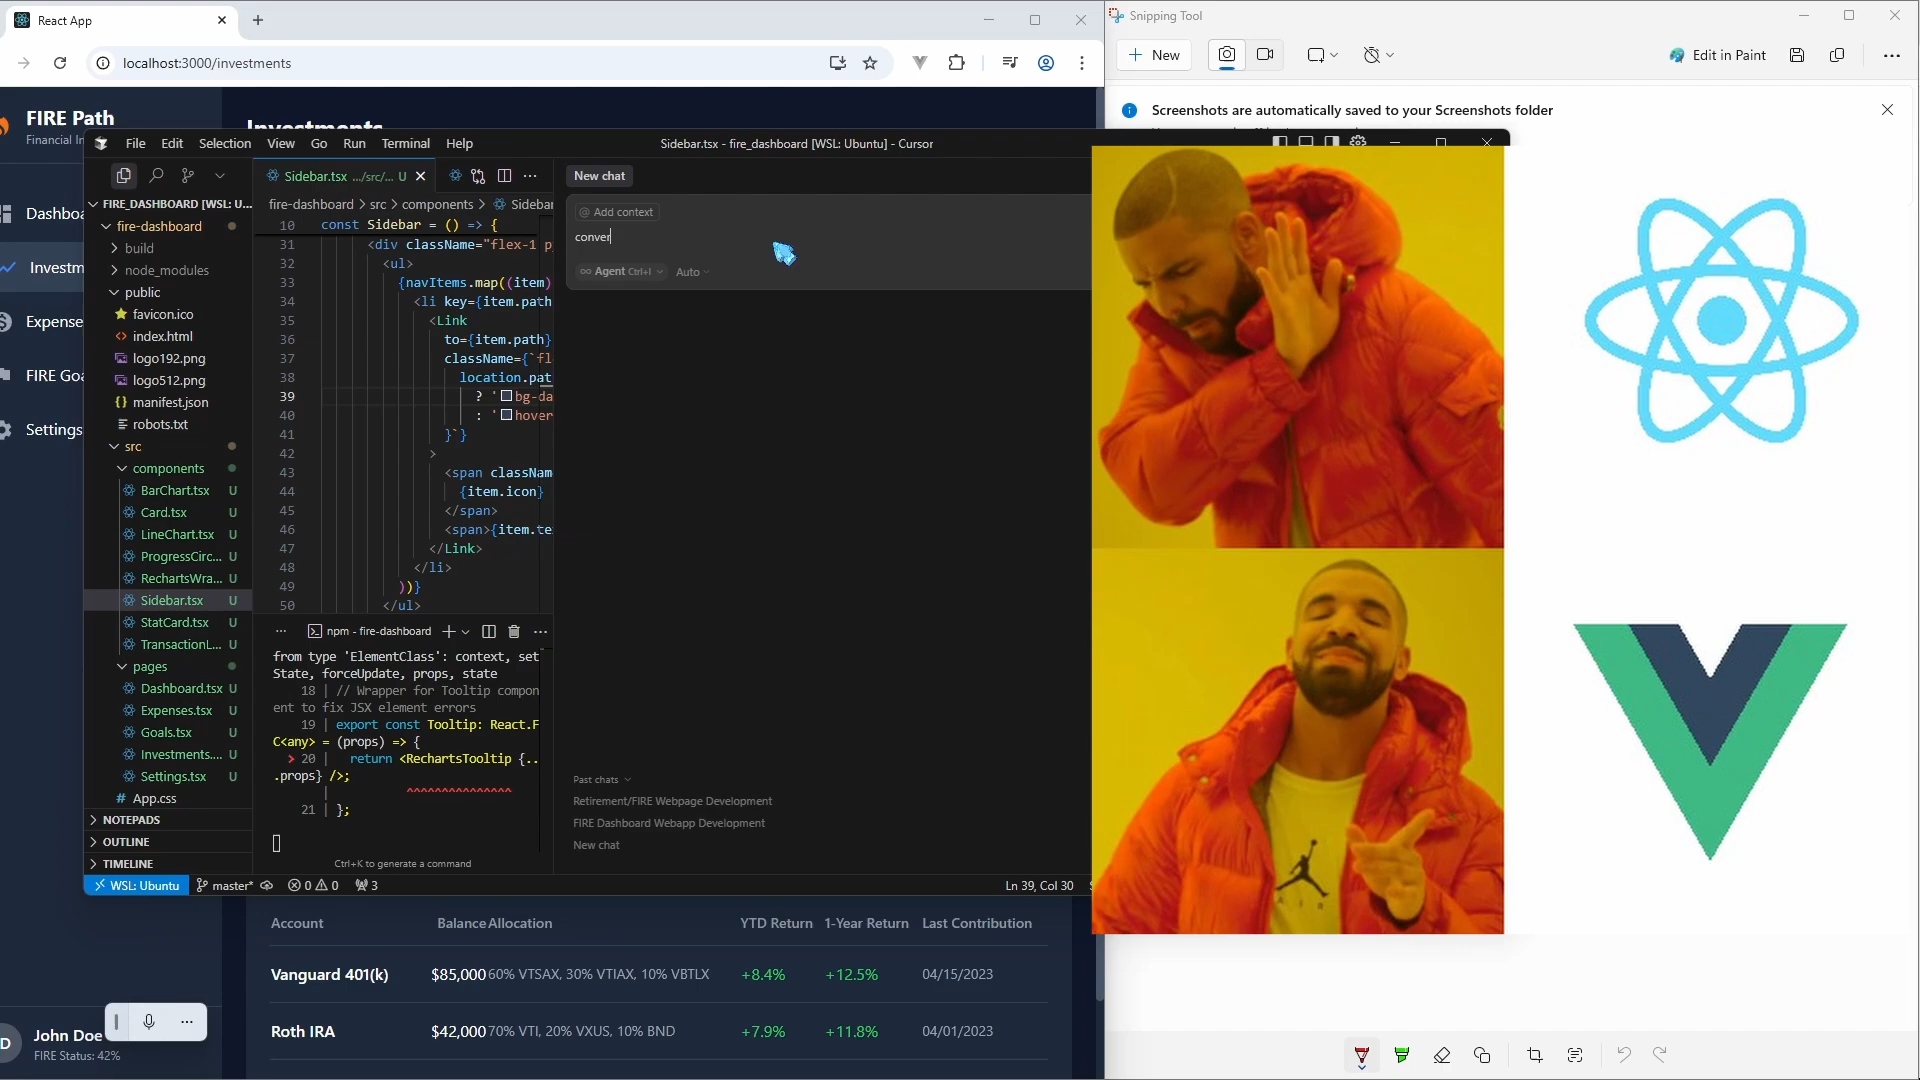 React App
localhost:3000/investments
FIRE Path
Financial In
Investments
Dashboa
Investm
Expense
FIRE Goa
Settings
John Doe
FIRE Status: 42%
File Edit Selection View Go Run Terminal Help
Sidebar.tsx - fire_dashboard [WSL: Ubuntu] - Cursor
FIRE_DASHBOARD [WSL: U...
fire-dashboard
build
node_modules
public
favicon.ico
index.html
logo192.png
logo512.png
manifest.json
robots.txt
src
components
BarChart.tsx U
Card.tsx U
LineChart.tsx U
ProgressCirc... U
RechartsWra... U
Sidebar.tsx U
StatCard.tsx U
TransactionL... U
pages
Dashboard.tsx U
Expenses.tsx U
Goals.tsx U
Investments.... U
Settings.tsx U
# App.css
NOTEPADS
OUTLINE
TIMELINE
Sidebar.tsx .../src/... U
fire-dashboard > src > components > Sideba
10 const Sidebar = () => {
31 <div className="flex-1 p
32 <ul>
33 {navItems.map((item)
34 <li key={item.path
35 <Link
36 to={item.path}
37 className={`fl
38 location.pat
39 ? 'bg-da
40 : 'hover
41 }`}
42 >
43 <span classNam
44 {item.icon}
45 </span>
46 <span>{item.te
47 </Link>
48 </li>
49 ))}
50 </ul>
npm - fire-dashboard
from type 'ElementClass': context, set
State, forceUpdate, props, state
18 | // Wrapper for Tooltip compon
ent to fix JSX element errors
19 | export const Tooltip: React.F
C<any> = (props) => {
> 20 | return <RechartsTooltip {..
.props} />;
| ^^^^^^^^^^^^^^^
21 | };
Ctrl+K to generate a command
WSL: Ubuntu master* 0 0 3
Ln 39, Col 30
New chat
@ Add context
conver
Agent Ctrl+I Auto
Past chats
Retirement/FIRE Webpage Development
FIRE Dashboard Webapp Development
New chat
Account Balance Allocation YTD Return 1-Year Return Last Contribution
Vanguard 401(k) $85,000 60% VTSAX, 30% VTIAX, 10% VBTLX +8.4% +12.5% 04/15/2023
Roth IRA $42,000 70% VTI, 20% VXUS, 10% BND +7.9% +11.8% 04/01/2023
Snipping Tool
New
Edit in Paint
Screenshots are automatically saved to your Screenshots folder
AIR